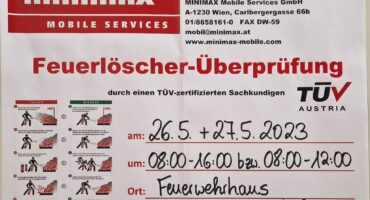 minimax
MOBILE SERVICES
MINIMAX Mobile Services GmbH
A-1230 Wien, Carlbergergasse 66b
01/8658161-0 FAX DW-59
mobil@minimax.at
www.minimax-mobile.com
Feuerlöscher-Überprüfung
durch einen TÜV-zertifizierten Sachkundigen
TÜV
AUSTRIA
am: 26.5. + 27.5.2023
um: 08:00-16:00 bzw. 08:00-12:00
Ort: Feuerwehrhaus